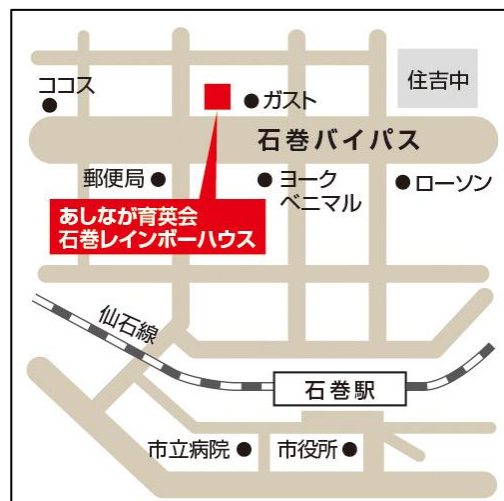 ココス
ガスト
住吉中
石巻バイパス
郵便局
ヨーク
ベニマル
ローソン
あしなが育英会
石巻レインボーハウス
仙石線
石巻駅
市立病院
市役所